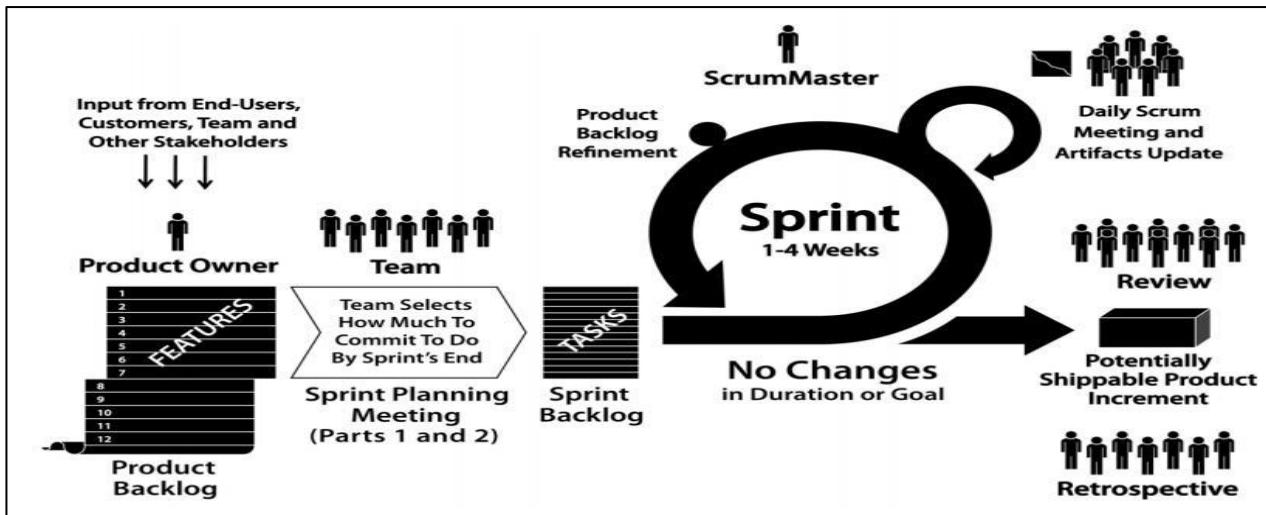 Input from End-Users,
Customers, Team and
Other Stakeholders
Product Owner
1
2
3
4
5
6
7
FEATURES
8
9
10
11
12
Product
Backlog
Team
Team Selects
How Much To
Commit To Do
By Sprint's End
Sprint Planning
Meeting
(Parts 1 and 2)
TASKS
Sprint
Backlog
ScrumMaster
Product
Backlog
Refinement
Sprint
1-4 Weeks
No Changes
in Duration or Goal
Daily Scrum
Meeting and
Artifacts Update
Review
Potentially
Shippable Product
Increment
Retrospective